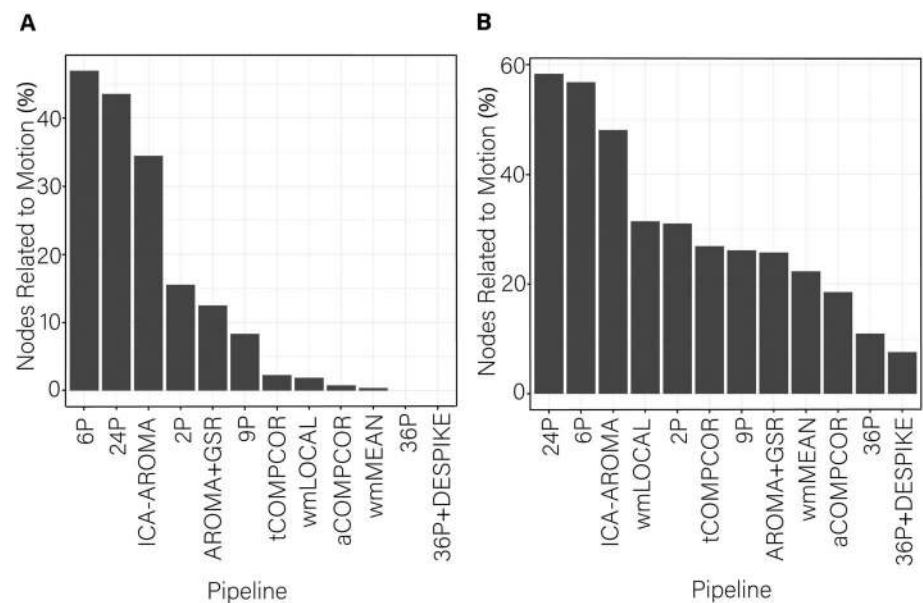 A
Nodes Related to Motion (%)
40
30
20
10
0
6P
24P
ICA-AROMA
2P
AROMA+GSR
9P
tCOMPCOR
wmLOCAL
aCOMPCOR
wmMEAN
36P
36P+DESPIKE
Pipeline
B
Nodes Related to Motion (%)
60
40
20
0
24P
6P
ICA-AROMA
wmLOCAL
2P
tCOMPCOR
9P
AROMA+GSR
wmMEAN
aCOMPCOR
36P
36P+DESPIKE
Pipeline